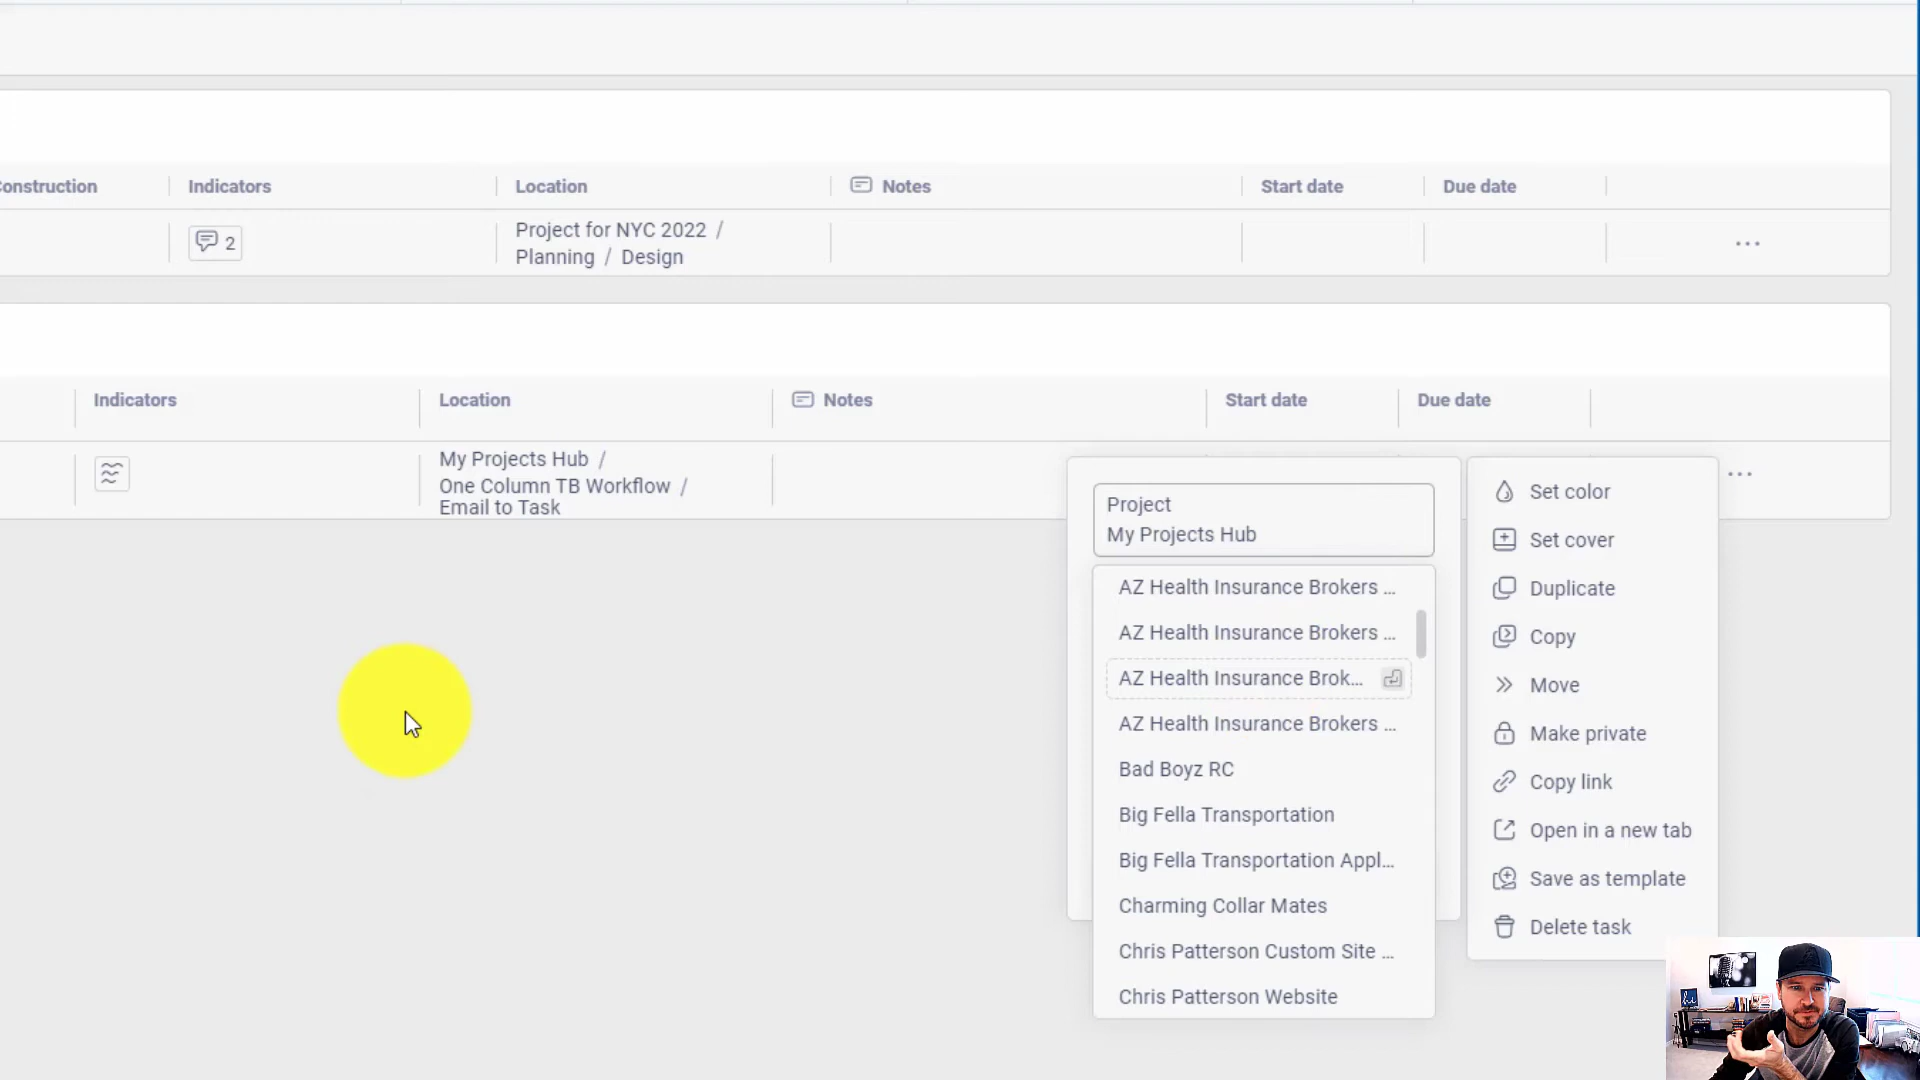 Construction Indicators Location Notes Start date Due date
2 Project for NYC 2022 /
Planning / Design
Indicators Location Notes Start date Due date
My Projects Hub /
One Column TB Workflow /
Email to Task
Project
My Projects Hub
AZ Health Insurance Brokers ...
AZ Health Insurance Brokers ...
AZ Health Insurance Brok...
AZ Health Insurance Brokers ...
Bad Boyz RC
Big Fella Transportation
Big Fella Transportation Appl...
Charming Collar Mates
Chris Patterson Custom Site ...
Chris Patterson Website
Set color
Set cover
Duplicate
Copy
Move
Make private
Copy link
Open in a new tab
Save as template
Delete task